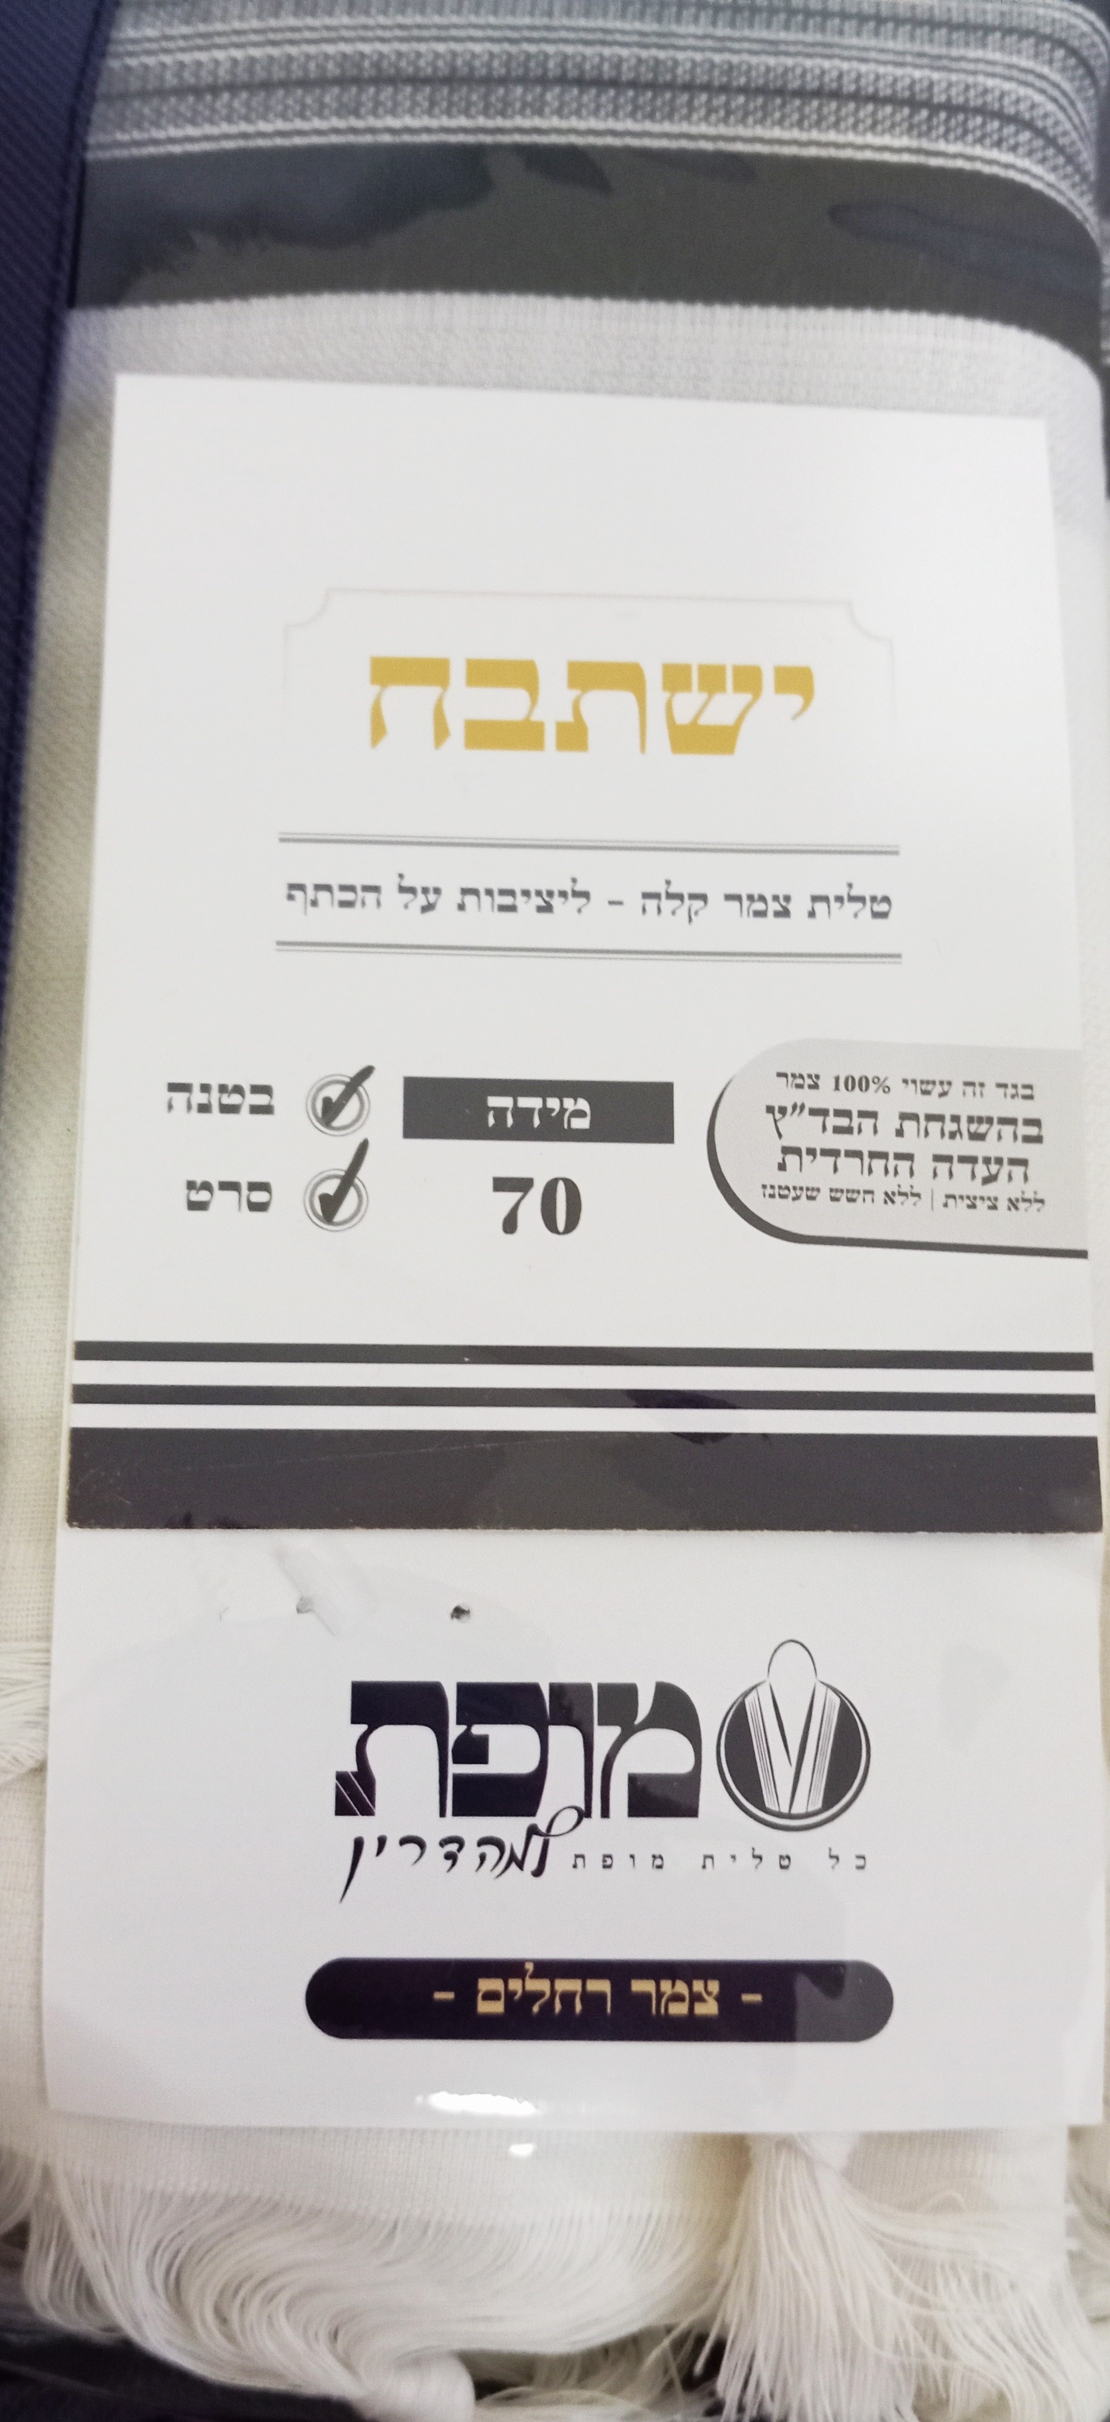 ישתבח
טלית צמר קלה - ליציבות על הכתף
בגד זה עשוי 100% צמר
בהשגחת הבד"ץ
העדה החרדית
ללא ציצית | ללא חשש שעטנז
מידה
70
בטנה
סרט
מופת
כל טלית מופת למהדרין
- צמר רחלים -